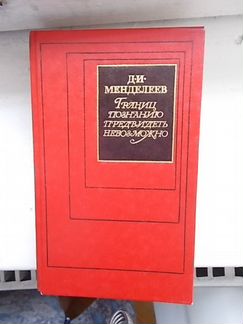 Д·И·
МЕНДЕЛЕЕВ
ГРАНИЦ
ПОЗНАНИЮ
ПРЕДВИДЕТЬ
НЕВОЗМОЖНО